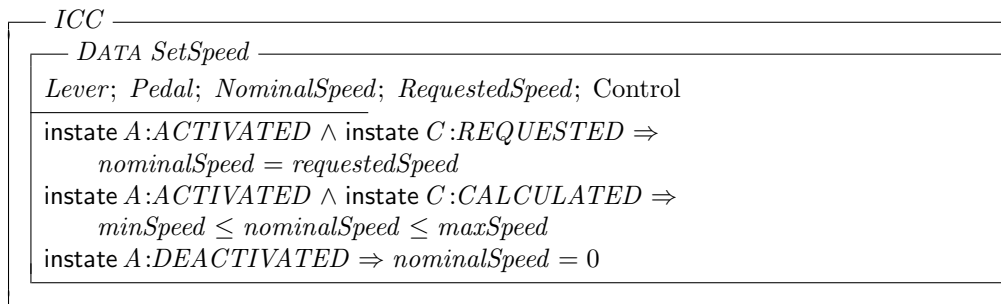 ICC
DATA SetSpeed
Lever; Pedal; NominalSpeed; RequestedSpeed; Control
instate A:ACTIVATED ∧ instate C:REQUESTED ⇒
nominalSpeed = requestedSpeed
instate A:ACTIVATED ∧ instate C:CALCULATED ⇒
minSpeed ≤ nominalSpeed ≤ maxSpeed
instate A:DEACTIVATED ⇒ nominalSpeed = 0